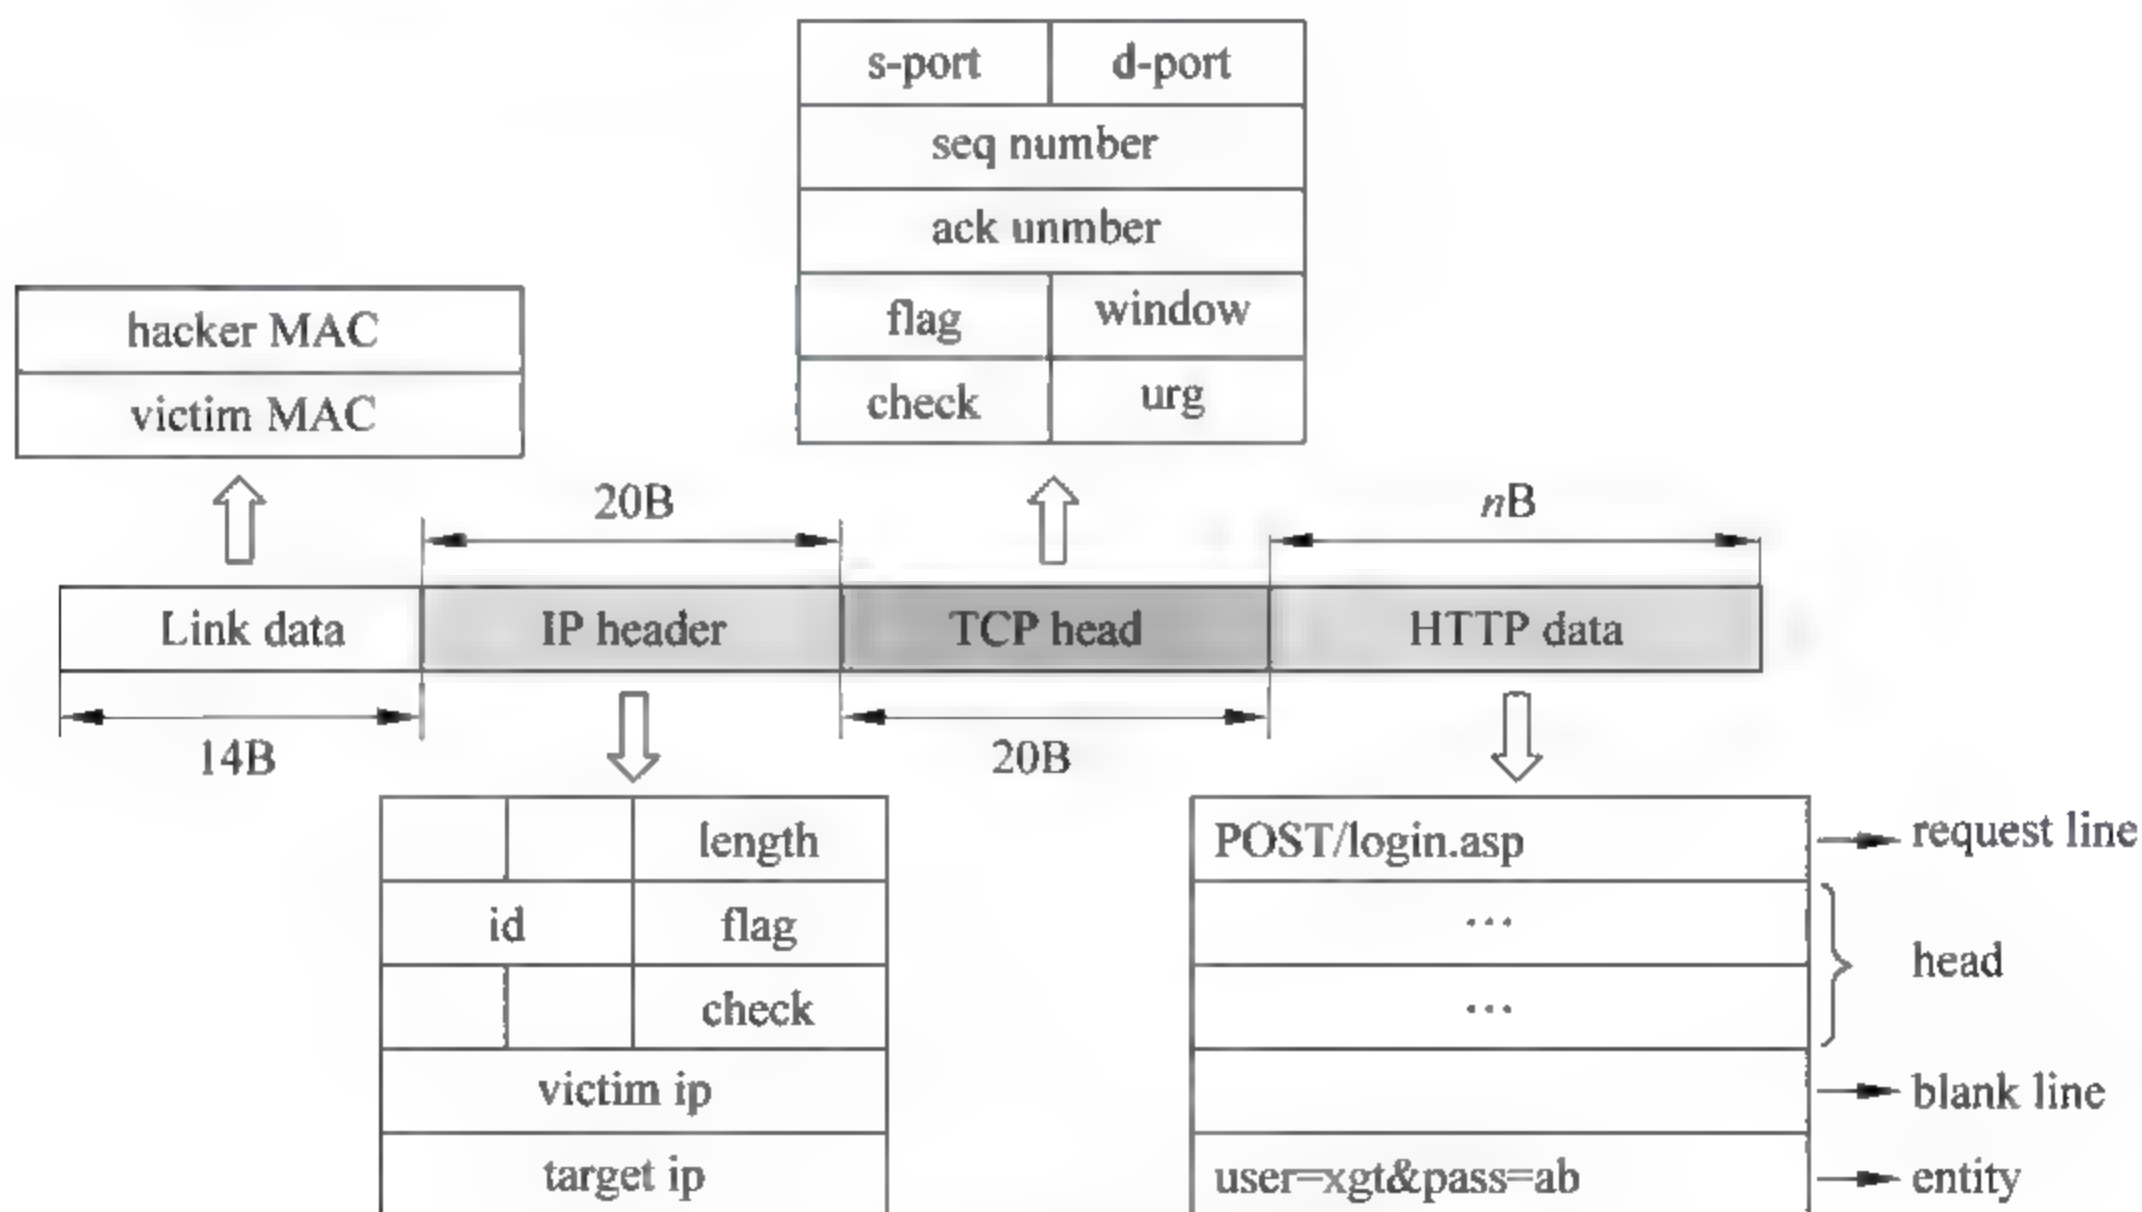 s-port d-port
seq number
ack unmber
flag window
check urg
hacker MAC
victim MAC
20B nB
Link data IP header TCP head HTTP data
14B 20B
length
id flag
check
victim ip
target ip
POST/login.asp request line
...
head
...
blank line
user=xgt&pass=ab entity